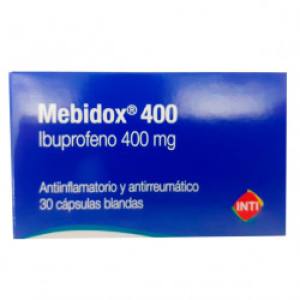 Mebidox® 400
Ibuprofeno 400 mg
Antiinflamatorio y antirreumático
30 cápsulas blandas
INTI